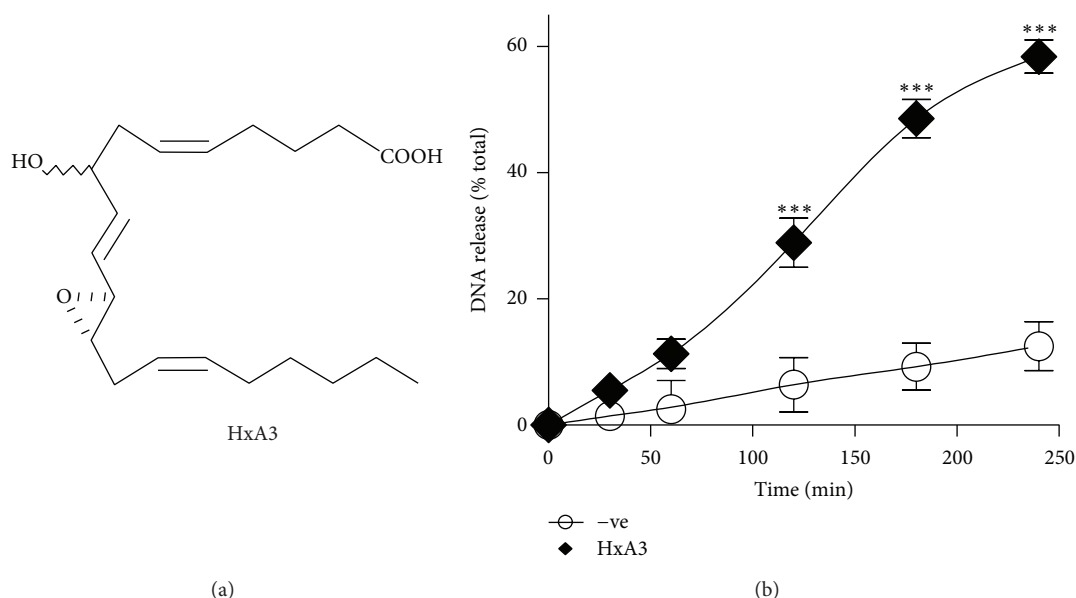 HO
COOH
O
HxA3
(a)
DNA release (% total)
60
40
20
0
***
***
***
0 50 100 150 200 250
Time (min)
−ve
HxA3
(b)